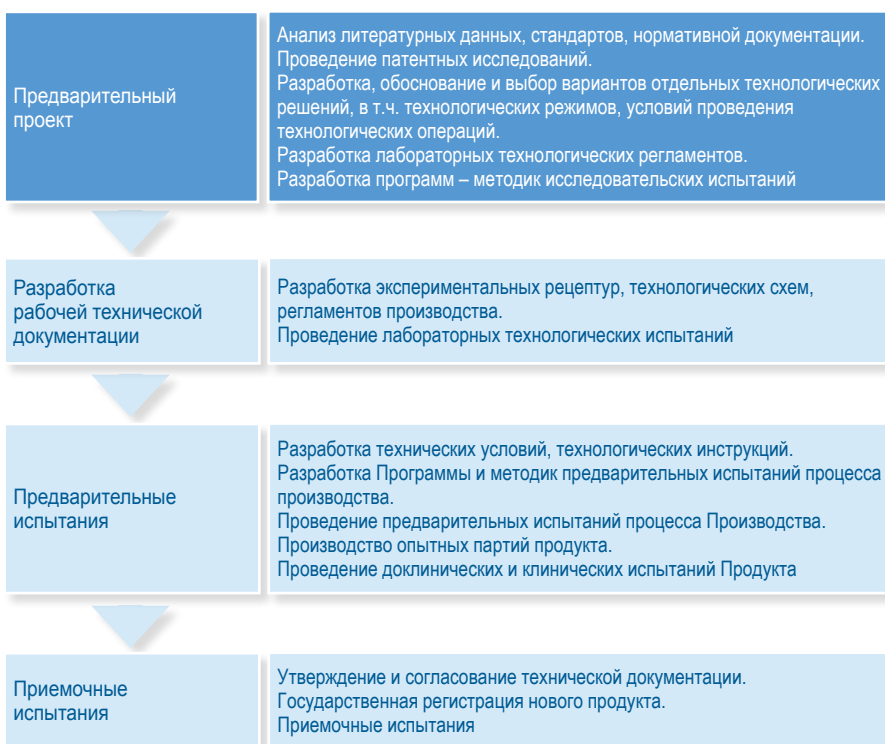 Предварительный
проект
Анализ литературных данных, стандартов, нормативной документации.
Проведение патентных исследований.
Разработка, обоснование и выбор вариантов отдельных технологических
решений, в т.ч. технологических режимов, условий проведения
технологических операций.
Разработка лабораторных технологических регламентов.
Разработка программ – методик исследовательских испытаний
Разработка
рабочей технической
документации
Разработка экспериментальных рецептур, технологических схем,
регламентов производства.
Проведение лабораторных технологических испытаний
Предварительные
испытания
Разработка технических условий, технологических инструкций.
Разработка Программы и методик предварительных испытаний процесса
производства.
Проведение предварительных испытаний процесса Производства.
Производство опытных партий продукта.
Проведение доклинических и клинических испытаний Продукта
Приемочные
испытания
Утверждение и согласование технической документации.
Государственная регистрация нового продукта.
Приемочные испытания